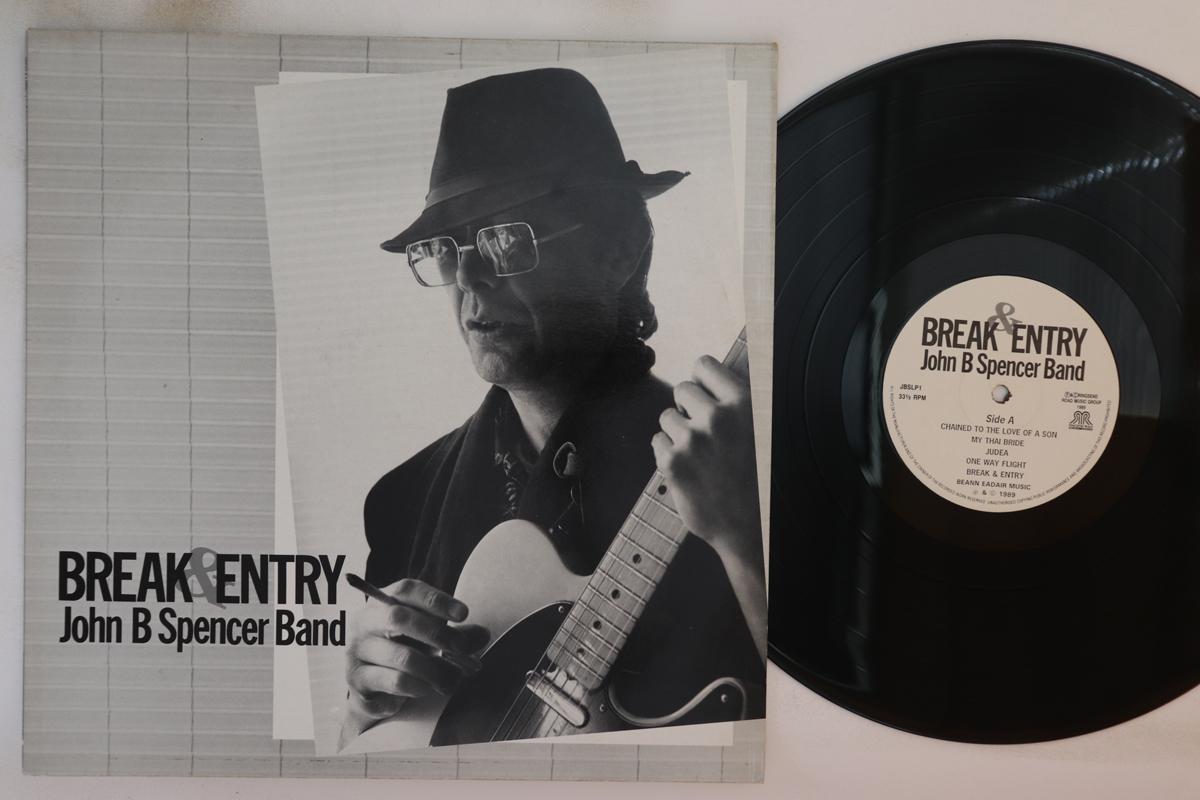 BREAK & ENTRY
John B Spencer Band
BREAK & ENTRY
John B Spencer Band
JBSLP1
33⅓ RPM
℗ & © RINGSEND
ROAD MUSIC GROUP
1989
Side A
CHAINED TO THE LOVE OF A SON
MY THAI BRIDE
JUDEA
ONE WAY FLIGHT
BREAK & ENTRY
BEANN EADAIR MUSIC
℗ & © 1989